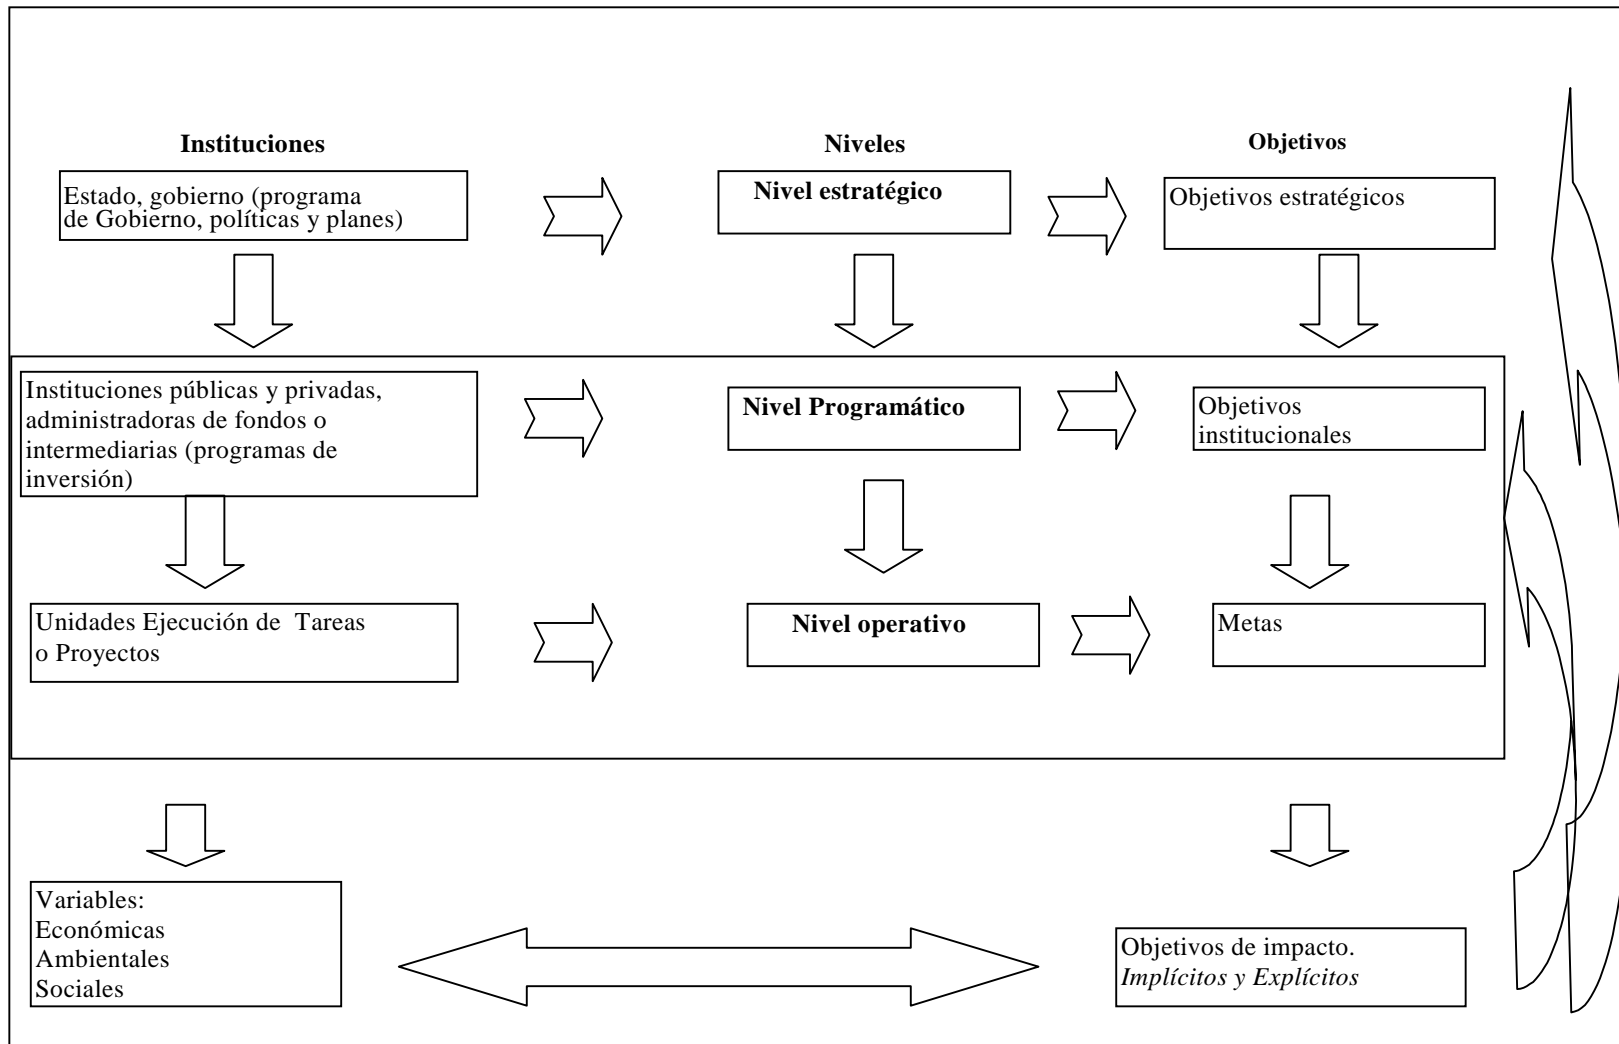 Instituciones
Niveles
Objetivos
Estado, gobierno (programa
de Gobierno, políticas y planes)
Nivel estratégico
Objetivos estratégicos
Instituciones públicas y privadas,
administradoras de fondos o
intermediarias (programas de
inversión)
Nivel Programático
Objetivos
institucionales
Unidades Ejecución de Tareas
o Proyectos
Nivel operativo
Metas
Variables:
Económicas
Ambientales
Sociales
Objetivos de impacto.
Implícitos y Explícitos